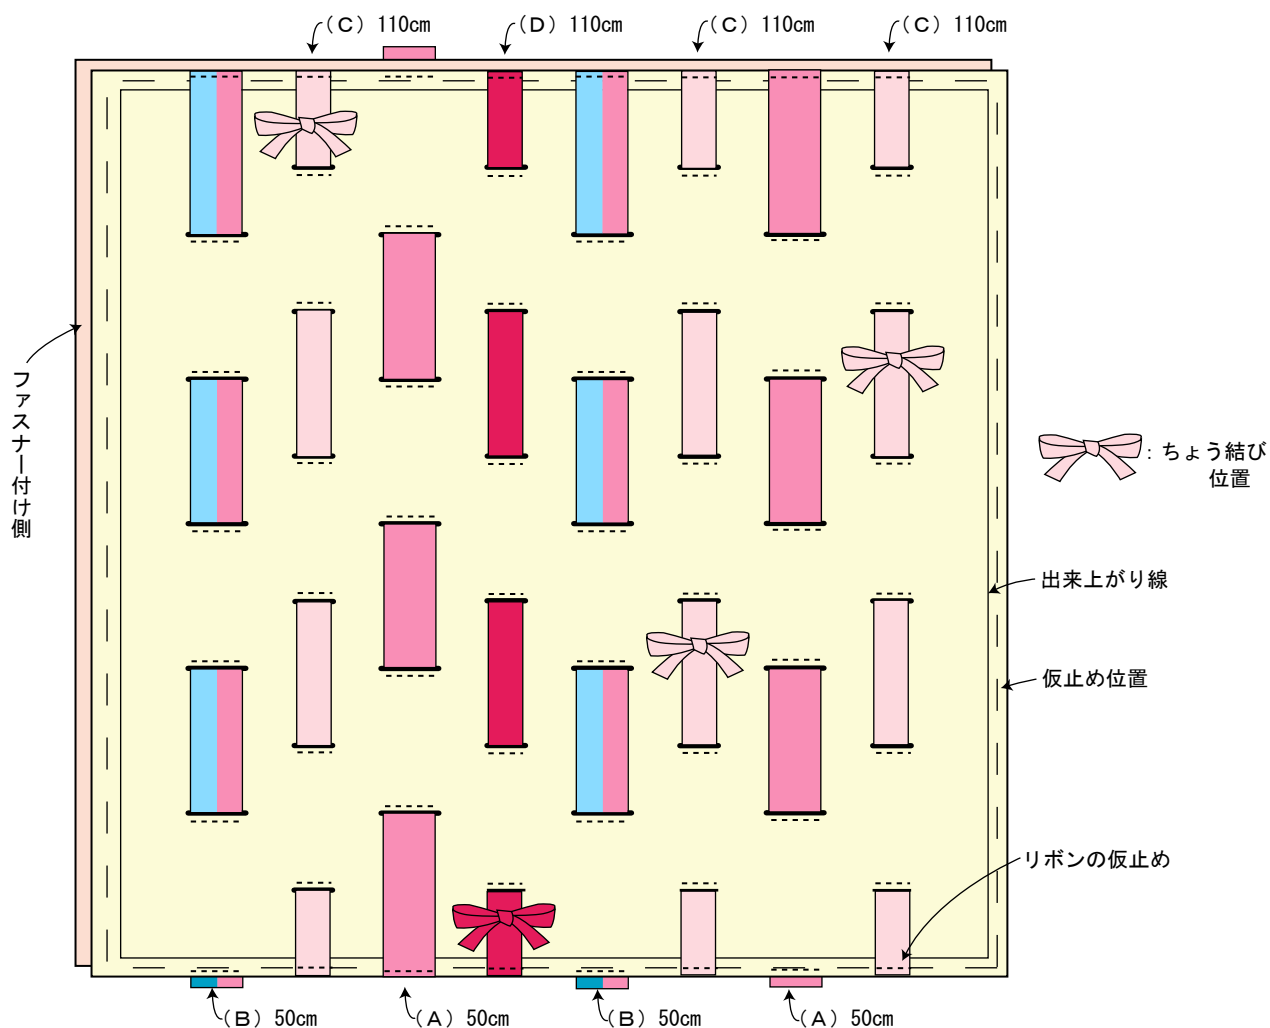 （C）110cm
（D）110cm
（C）110cm
（C）110cm
ファスナー付け側
：ちょう結び
位置
出来上がり線
仮止め位置
リボンの仮止め
（B）50cm
（A）50cm
（B）50cm
（A）50cm